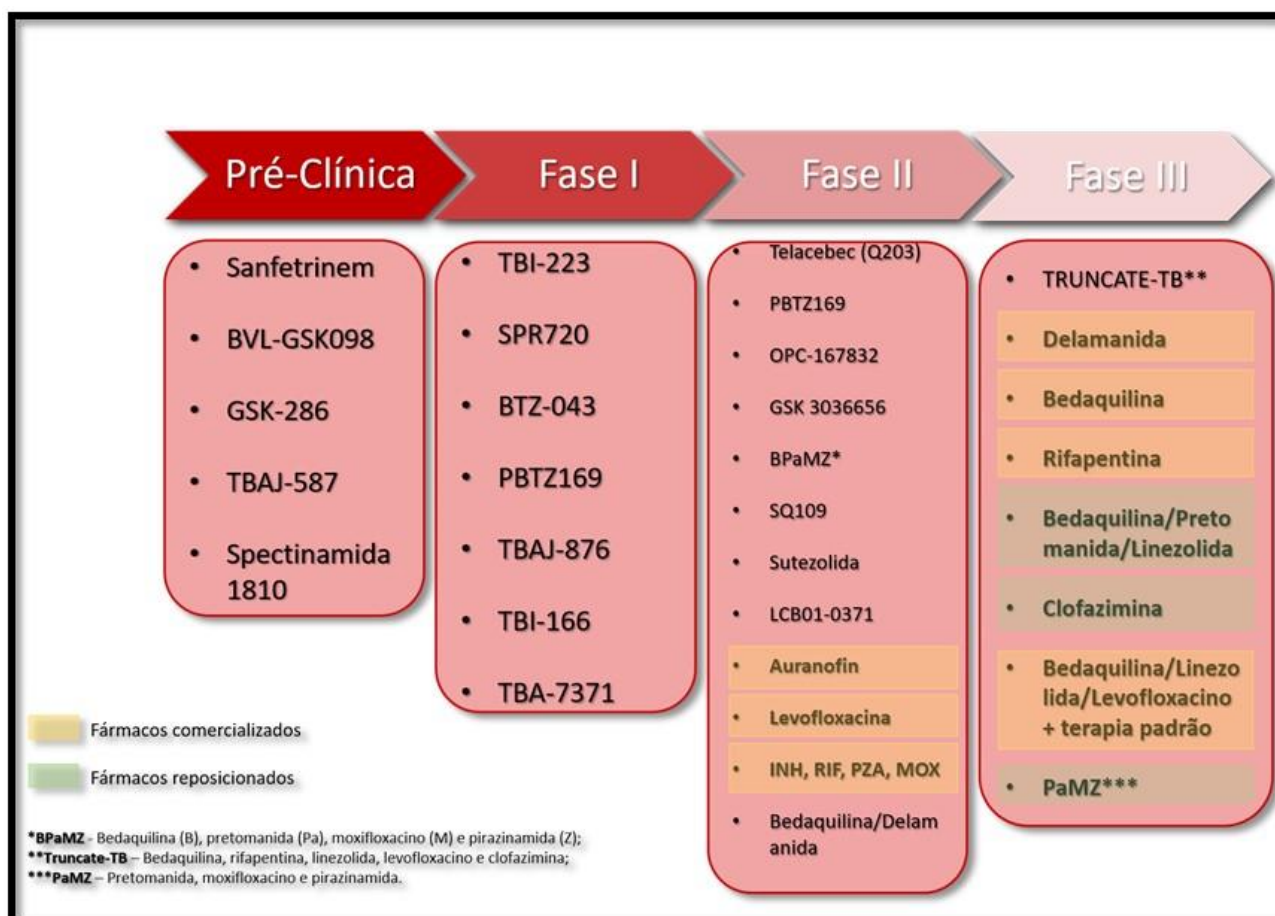 Pré-Clínica
Fase I
Fase II
Fase III
• Sanfetrinem
• BVL-GSK098
• GSK-286
• TBAJ-587
• Spectinamida
1810
• TBI-223
• SPR720
• BTZ-043
• PBTZ169
• TBAJ-876
• TBI-166
• TBA-7371
• Telacebec (Q203)
• PBTZ169
• OPC-167832
• GSK 3036656
• BPaMZ*
• SQ109
• Sutezolida
• LCB01-0371
• Auranofin
• Levofloxacina
• INH, RIF, PZA, MOX
• Bedaquilina/Delam
anida
• TRUNCATE-TB**
• Delamanida
• Bedaquilina
• Rifapentina
• Bedaquilina/Preto
manida/Linezolida
• Clofazimina
• Bedaquilina/Linezo
lida/Levofloxacino
+ terapia padrão
• PaMZ***
Fármacos comercializados
Fármacos reposicionados
*BPaMZ - Bedaquilina (B), pretomanida (Pa), moxifloxacino (M) e pirazinamida (Z);
**Truncate-TB – Bedaquilina, rifapentina, linezolida, levofloxacino e clofazimina;
***PaMZ – Pretomanida, moxifloxacino e pirazinamida.